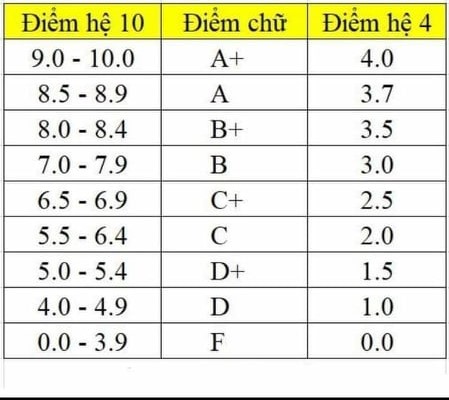 Điểm hệ 10 Điểm chữ Điểm hệ 4
9.0 - 10.0 A+ 4.0
8.5 - 8.9 A 3.7
8.0 - 8.4 B+ 3.5
7.0 - 7.9 B 3.0
6.5 - 6.9 C+ 2.5
5.5 - 6.4 C 2.0
5.0 - 5.4 D+ 1.5
4.0 - 4.9 D 1.0
0.0 - 3.9 F 0.0